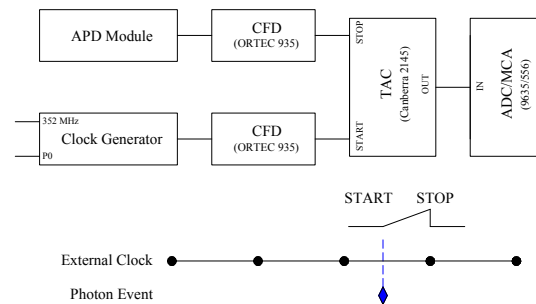 APD Module
CFD
(ORTEC 935)
STOP
TAC
(Canberra 2145)
OUT
START
IN
ADC/MCA
(9635/556)
352 MHz
Clock Generator
P0
CFD
(ORTEC 935)
START STOP
External Clock
Photon Event